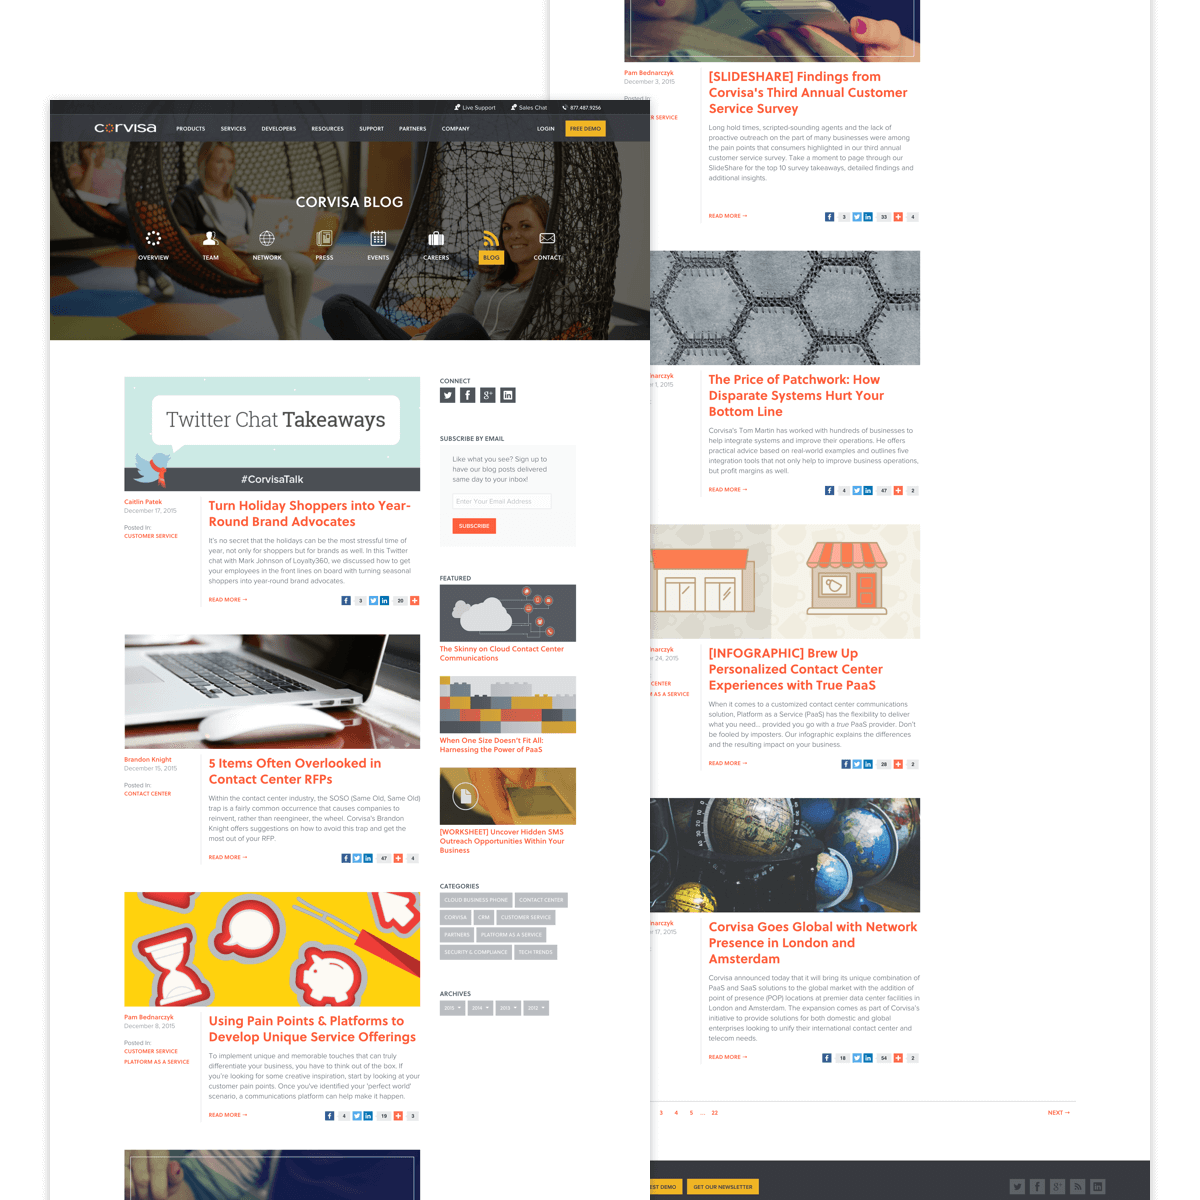 Live Support
Sales Chat
877.487.9256
corvisa
PRODUCTS
SERVICES
DEVELOPERS
RESOURCES
SUPPORT
PARTNERS
COMPANY
LOGIN
FREE DEMO
CORVISA BLOG
OVERVIEW
TEAM
NETWORK
PRESS
EVENTS
CAREERS
BLOG
CONTACT
Twitter Chat Takeaways
#CorvisaTalk
Caitlin Patek
December 17, 2015
Posted in:
CUSTOMER SERVICE
Turn Holiday Shoppers into Year-
Round Brand Advocates
It's no secret that the holidays can be the most stressful time of
year, not only for shoppers but for brands as well. In this Twitter
chat with Mark Johnson of Loyalty360, we discussed how to get
your employees in the front lines on board with turning seasonal
shoppers into year-round brand advocates.
READ MORE →
3
20
Brandon Knight
December 15, 2015
Posted in:
CONTACT CENTER
5 Items Often Overlooked in
Contact Center RFPs
Within the contact center industry, the SOSO (Same Old, Same Old)
trap is a fairly common occurrence that causes companies to
reinvent, rather than reengineer, the wheel. Corvisa's Brandon
Knight offers suggestions on how to avoid this trap and get the
most out of your RFP.
READ MORE →
47
4
Pam Bednarczyk
December 8, 2015
Posted in:
CUSTOMER SERVICE
PLATFORM AS A SERVICE
Using Pain Points & Platforms to
Develop Unique Service Offerings
To implement unique and memorable touches that can truly
differentiate your business, you have to think out of the box. If
you're looking for some creative inspiration, start by looking at your
customer pain points. Once you've identified your 'perfect world'
scenario, a communications platform can help make it happen.
READ MORE →
4
19
3
CONNECT
SUBSCRIBE BY EMAIL
Like what you see? Sign up to
have our blog posts delivered
same day to your inbox!
Enter Your Email Address
SUBSCRIBE
FEATURED
The Skinny on Cloud Contact Center
Communications
When One Size Doesn't Fit All:
Harnessing the Power of PaaS
[WORKSHEET] Uncover Hidden SMS
Outreach Opportunities Within Your
Business
CATEGORIES
CLOUD BUSINESS PHONE
CONTACT CENTER
CORVISA
CRM
CUSTOMER SERVICE
PARTNERS
PLATFORM AS A SERVICE
SECURITY & COMPLIANCE
TECH TRENDS
ARCHIVES
2015
2014
2013
2012
Pam Bednarczyk
December 3, 2015
Posted in:
R SERVICE
[SLIDESHARE] Findings from
Corvisa's Third Annual Customer
Service Survey
Long hold times, scripted-sounding agents and the lack of
proactive outreach on the part of many businesses were among
the pain points that consumers highlighted in our third annual
customer service survey. Take a moment to page through our
SlideShare for the top 10 survey takeaways, detailed findings and
additional insights.
READ MORE →
3
33
4
narczyk
r 1, 2015
The Price of Patchwork: How
Disparate Systems Hurt Your
Bottom Line
Corvisa's Tom Martin has worked with hundreds of businesses to
help integrate systems and improve their operations. He offers
practical advice based on real-world examples and outlines five
integration tools that not only help to improve business operations,
but profit margins as well.
READ MORE →
4
47
2
narczyk
r 24, 2015
CENTER
M AS A SERVICE
[INFOGRAPHIC] Brew Up
Personalized Contact Center
Experiences with True PaaS
When it comes to a customized contact center communications
solution, Platform as a Service (PaaS) has the flexibility to deliver
what you need... provided you go with a true PaaS provider. Don't
be fooled by imposters. Our infographic explains the differences
and the resulting impact on your business.
READ MORE →
28
2
narczyk
r 17, 2015
Corvisa Goes Global with Network
Presence in London and
Amsterdam
Corvisa announced today that it will bring its unique combination of
PaaS and SaaS solutions to the global market with the addition of
point of presence (POP) locations at premier data center facilities in
London and Amsterdam. The expansion comes as part of Corvisa's
initiative to provide solutions for both domestic and global
enterprises looking to unify their international contact center and
telecom needs.
READ MORE →
18
54
2
3 4 5 ... 22
NEXT →
EST DEMO
GET OUR NEWSLETTER